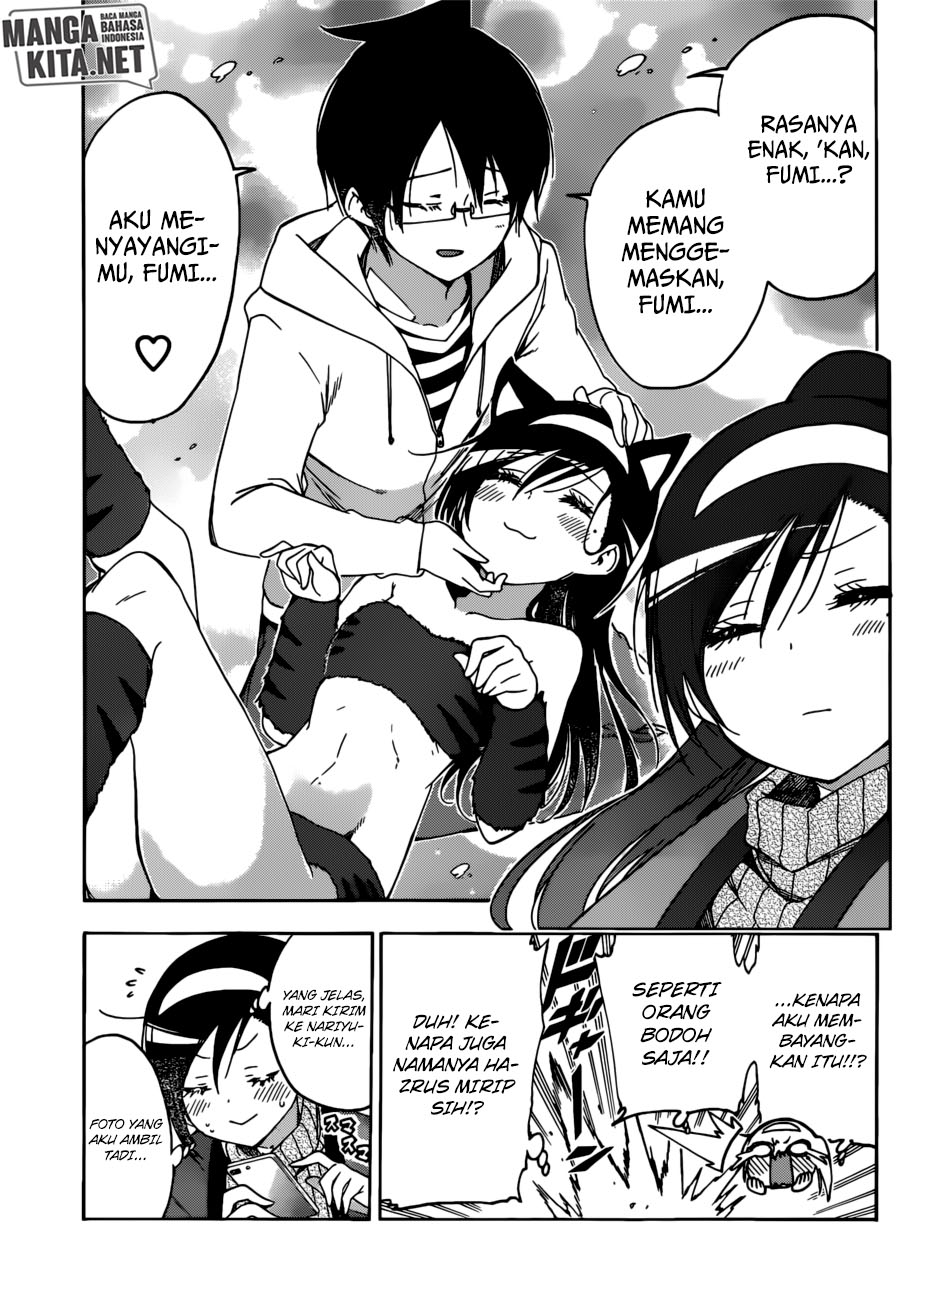 MANGA
BACA MANGA
BAHASA
INDONESIA
KITA.NET
RASANYA
ENAK, 'KAN,
FUMI...?
KAMU
MEMANG
MENGGE-
MASKAN,
FUMI...
AKU ME-
NYAYANGI-
MU, FUMI...
♡
...KENAPA
AKU MEM-
BAYANG-
KAN ITU!!?
SEPERTI
ORANG
BODOH
SAJA!!
DUH! KE-
NAPA JUGA
NAMANYA HA-
ZRUS MIRIP
SIH!?
YANG JELAS,
MARI KIRIM
KE NARIYU-
KI-KUN...
FOTO YANG
AKU AMBIL
TADI...